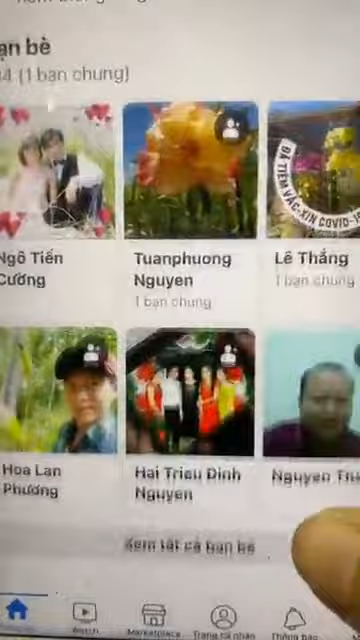 ạn bè
4 (1 bạn chung)
ĐÃ TIÊM VẮC-XIN COVID-19
Ngô Tiến
Cường
Tuanphuong
Nguyen
1 bạn chung
Lê Thắng
1 bạn chung
Hoa Lan
Phương
Hai Trieu Dinh
Nguyen
Nguyen
Xem tất cả bạn bè
Watch
Marketplace
Trang cá nhân
Thông báo